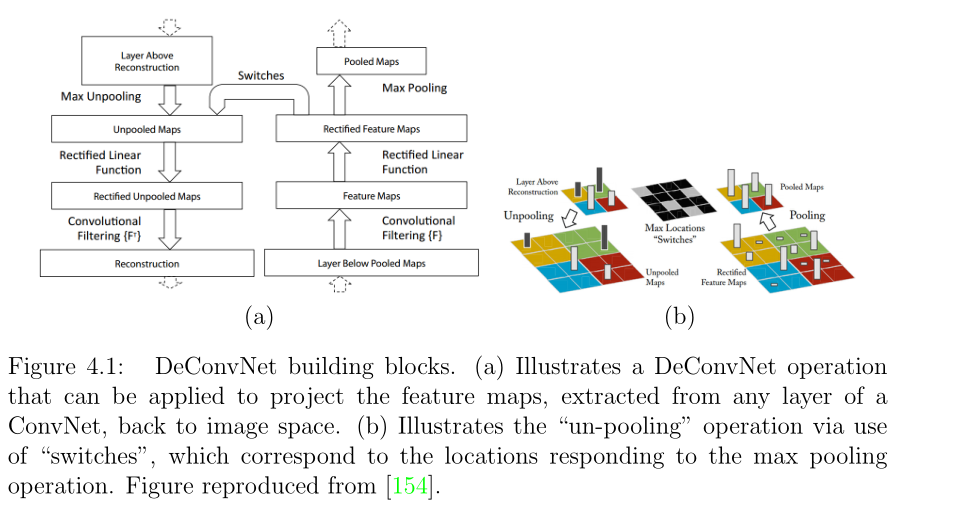 Layer Above
Reconstruction
Max Unpooling
Unpooled Maps
Rectified Linear
Function
Rectified Unpooled Maps
Convolutional
Filtering {Fᵀ}
Reconstruction
Switches
Pooled Maps
Max Pooling
Rectified Feature Maps
Rectified Linear
Function
Feature Maps
Convolutional
Filtering {F}
Layer Below Pooled Maps
(a)
Layer Above
Reconstruction
Unpooling
Unpooled
Maps
Max Locations
“Switches”
Pooled Maps
Pooling
Rectified
Feature Maps
(b)
Figure 4.1: DeConvNet building blocks. (a) Illustrates a DeConvNet operation
that can be applied to project the feature maps, extracted from any layer of a
ConvNet, back to image space. (b) Illustrates the “un-pooling” operation via use
of “switches”, which correspond to the locations responding to the max pooling
operation. Figure reproduced from [154].